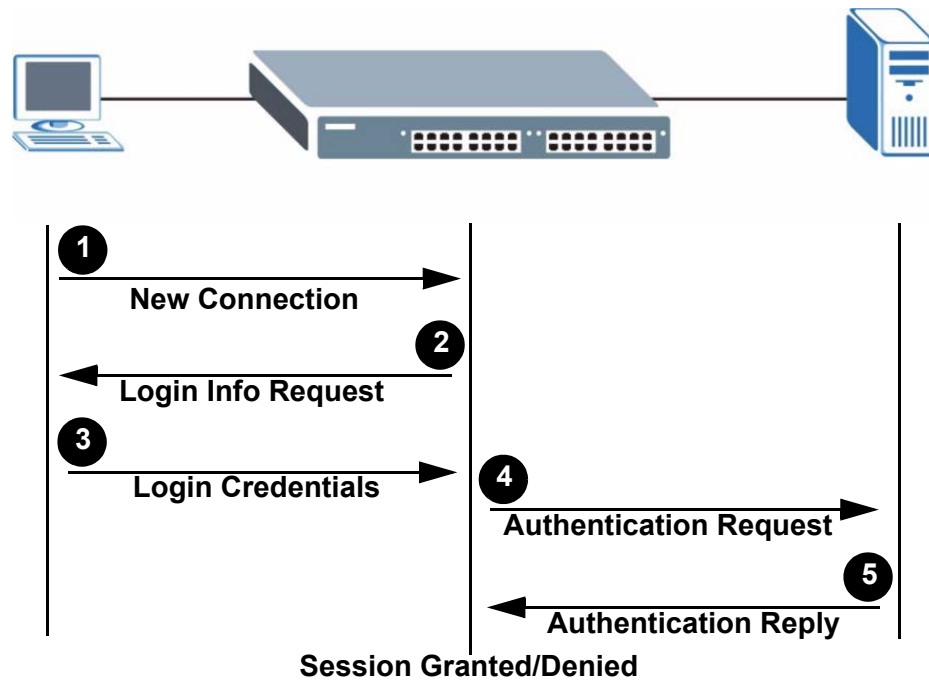 1
New Connection
2
Login Info Request
3
Login Credentials
4
Authentication Request
5
Authentication Reply
Session Granted/Denied